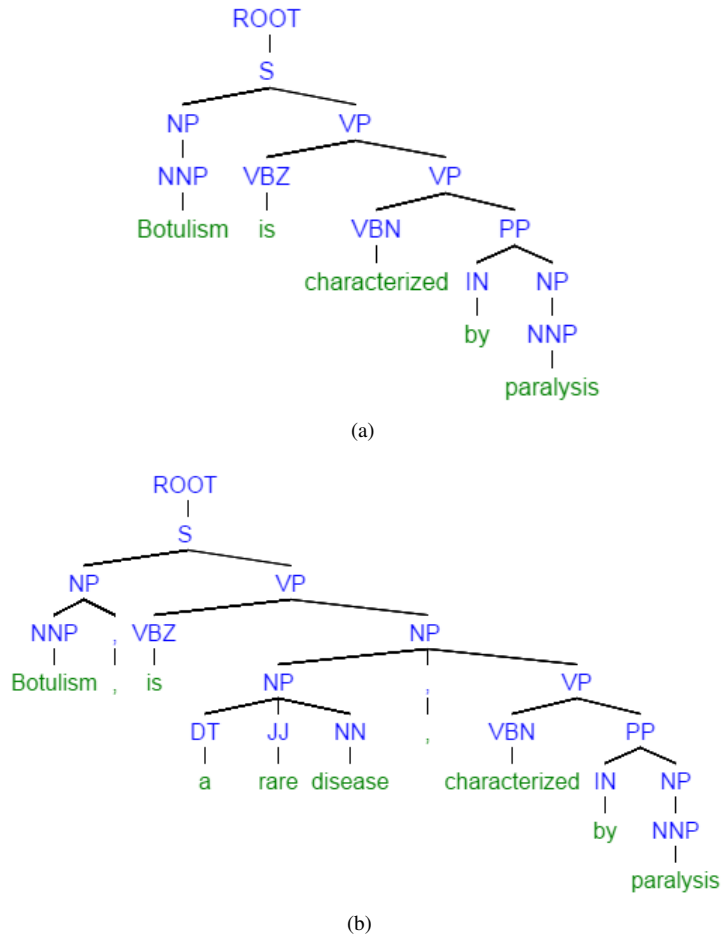 ROOT
S
NP VP
NNP VBZ VP
Botulism is VBN PP
characterized IN NP
by NNP
paralysis
(a)
ROOT
S
NP VP
NNP , VBZ NP
Botulism , is NP , VP
DT JJ NN , VBN PP
a rare disease characterized IN NP
by NNP
paralysis
(b)